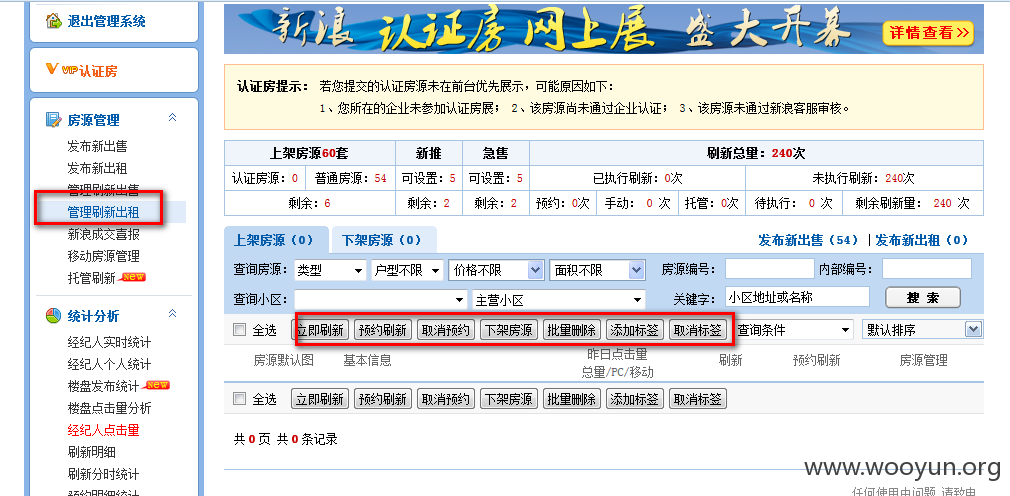 退出管理系统
VIP认证房
房源管理
发布新出售
发布新出租
管理刷新出售
管理刷新出租
新浪成交喜报
移动房源管理
托管刷新 NEW
统计分析
经纪人实时统计
经纪人个人统计
楼盘发布统计 NEW
楼盘点击量分析
经纪人点击量
刷新明细
刷新分时统计
预约明细统计
新浪 认证房 网上展 盛大开幕 详情查看>>
认证房提示： 若您提交的认证房源未在前台优先展示，可能原因如下：
1、您所在的企业未参加认证房展； 2、该房源尚未通过企业认证； 3、该房源未通过新浪客服审核。
上架房源60套 新推 急售 刷新总量：240次
认证房源：0 普通房源：54 可设置：5 可设置：5 已执行刷新：0次 未执行刷新：240次
剩余：6 剩余：2 剩余：2 预约：0次 手动： 0 次 托管：0次 待执行： 0 次 剩余刷新量： 240 次
上架房源（0） 下架房源（0） 发布新出售（54）|发布新出租（0）
查询房源： 类型 户型不限 价格不限 面积不限 房源编号： 内部编号：
查询小区： 主营小区 关键字： 小区地址或名称 搜 索
全选 立即刷新 预约刷新 取消预约 下架房源 批量删除 添加标签 取消标签 查询条件 默认排序
房源默认图 基本信息 昨日点击量 刷新 预约刷新 房源管理
总量/PC/移动
全选 立即刷新 预约刷新 取消预约 下架房源 批量删除 添加标签 取消标签
共 0 页 共 0 条记录
www.wooyun.org
任何使用中问题 请致电